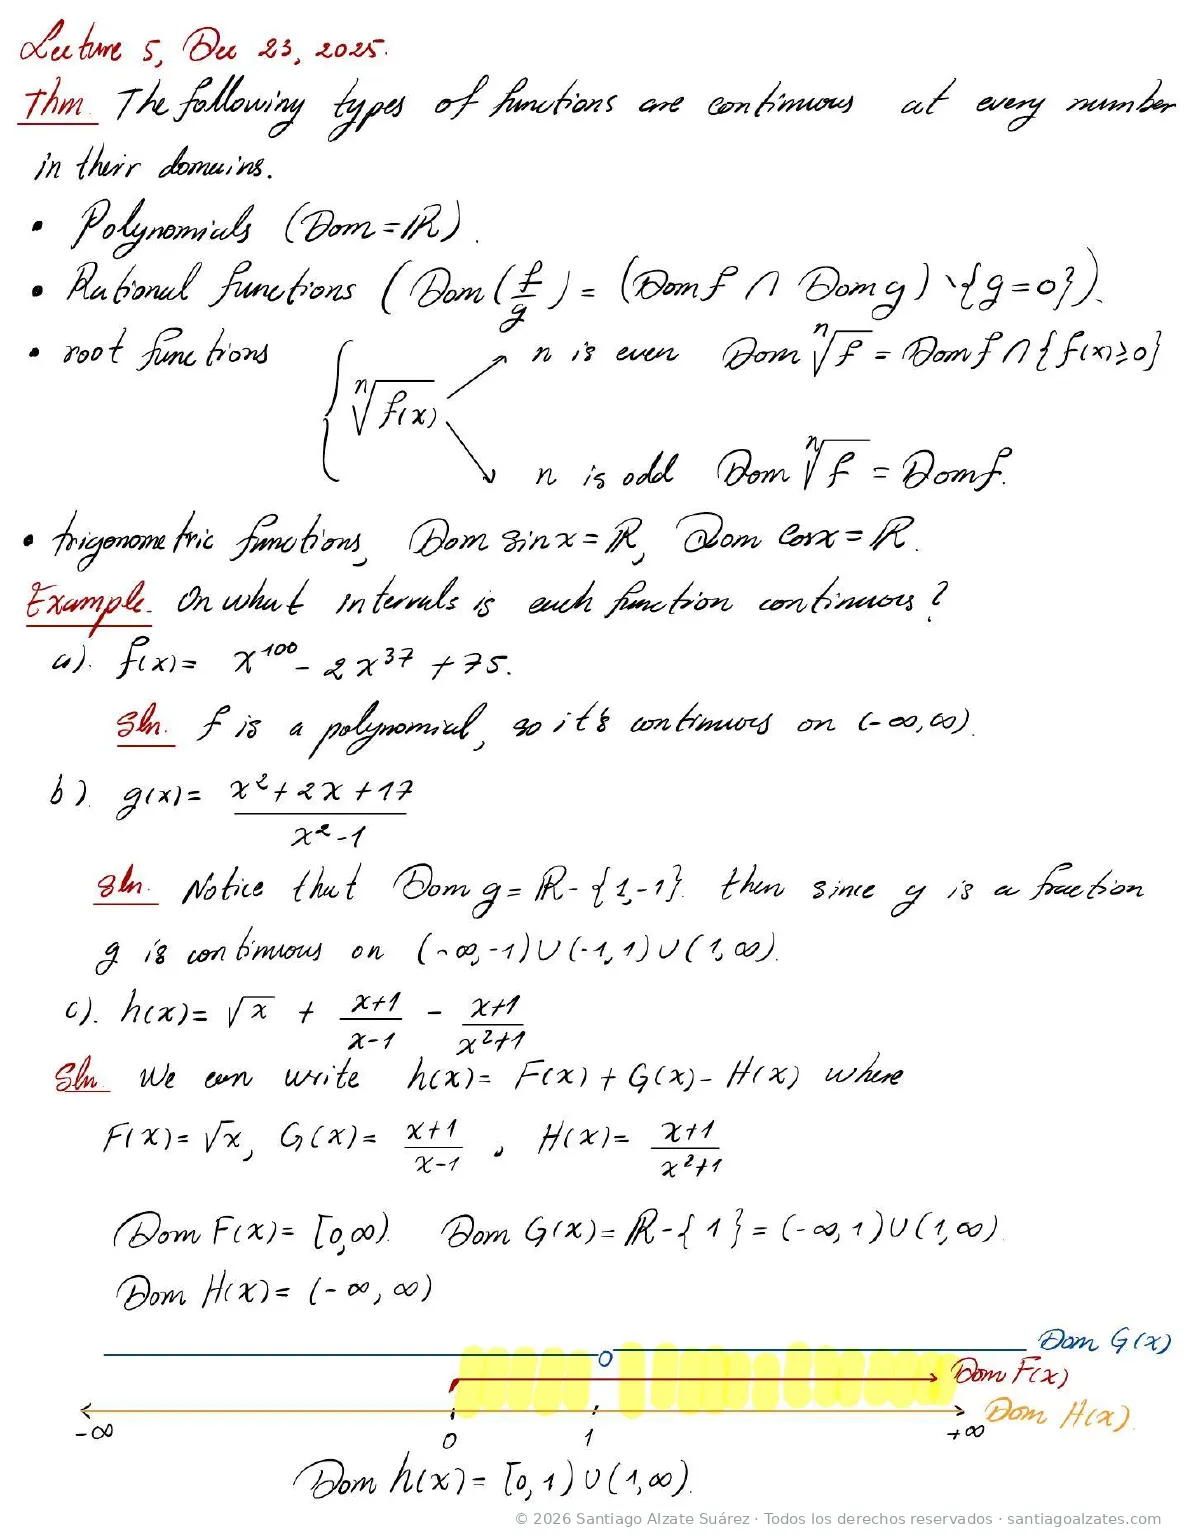 Lecture 5, Dec 23, 2025.
Thm. The following types of functions are continuous at every number
in their domains.
• Polynomials (Dom = ℝ).
• Rational functions (Dom(f/g) = (Dom f ∩ Dom g) \ {g=0}).
• root functions { ⁿ√f(x) → n is even Dom ⁿ√f = Dom f ∩ {f(x) ≥ 0}
→ n is odd Dom ⁿ√f = Dom f.
• trigonometric functions, Dom sin x = ℝ, Dom cos x = ℝ.
Example. On what intervals is each function continuous?
a). f(x) = x¹⁰⁰ - 2x³⁷ + 75.
Sln. f is a polynomial, so it's continuous on (-∞,∞).
b). g(x) = (x² + 2x + 17)/(x² - 1)
Sln. Notice that Dom g = ℝ - {1,-1}. then since g is a fraction
g is continuous on (-∞,-1) ∪ (-1,1) ∪ (1,∞).
c). h(x) = √x + (x+1)/(x-1) - (x+1)/(x²+1)
Sln. We can write h(x) = F(x) + G(x) - H(x) where
F(x) = √x, G(x) = (x+1)/(x-1), H(x) = (x+1)/(x²+1)
Dom F(x) = [0,∞). Dom G(x) = ℝ - {1} = (-∞,1) ∪ (1,∞).
Dom H(x) = (-∞,∞)
Dom G(x)
Dom F(x)
Dom H(x).
-∞ 0 1 +∞
Dom h(x) = [0,1) ∪ (1,∞).
© 2026 Santiago Alzate Suárez · Todos los derechos reservados · santiagoalzates.com